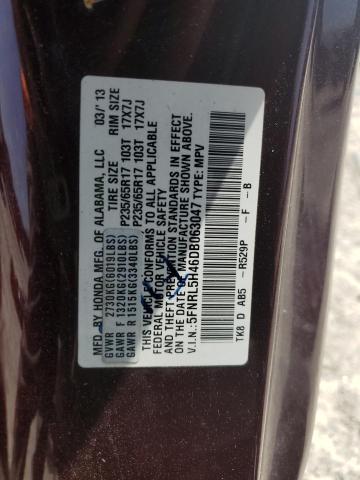 MFD BY HONDA MFG. OF ALABAMA, LLC 03/'13
GVWR 2730KG(6019LBS) TIRE SIZE RIM SIZE
GAWR F 1320KG(2910LBS) P235/65R17 103T 17X7J
GAWR R 1515KG(3340LBS) P235/65R17 103T 17X7J
THIS VEHICLE CONFORMS TO ALL APPLICABLE
FEDERAL MOTOR VEHICLE SAFETY
AND THEFT PREVENTION STANDARDS IN EFFECT
ON THE DATE OF MANUFACTURE SHOWN ABOVE.
V.I.N.:5FNRL5H46DB063047 TYPE: MPV
TK8 D AB5 -R529P -F -B